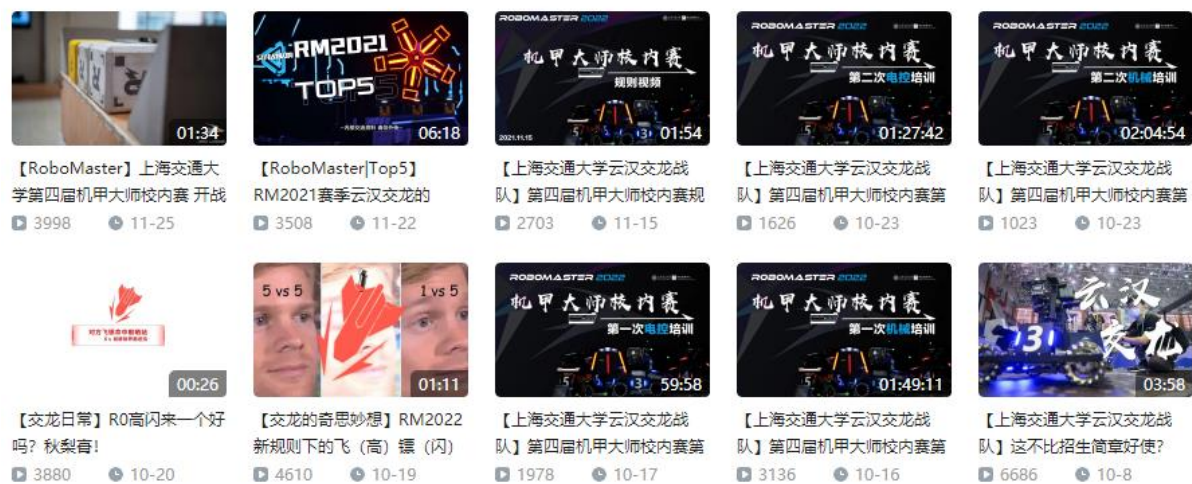 01:34
RM2021
TOP5
06:18
ROBOMASTER 2022
机甲大师校内赛
规则视频
2021.11.15
01:54
ROBOMASTER 2022
机甲大师校内赛
第二次电控培训
01:27:42
ROBOMASTER 2022
机甲大师校内赛
第二次机械培训
02:04:54
【RoboMaster】上海交通大
学第四届机甲大师校内赛 开战
3998 11-25
【RoboMaster|Top5】
RM2021赛季云汉交龙的
3508 11-22
【上海交通大学云汉交龙战
队】第四届机甲大师校内赛规
2703 11-15
【上海交通大学云汉交龙战
队】第四届机甲大师校内赛第
1626 10-23
【上海交通大学云汉交龙战
队】第四届机甲大师校内赛第
1023 10-23
00:26
5 vs 5
1 vs 5
01:11
ROBOMASTER 2022
机甲大师校内赛
第一次电控培训
59:58
ROBOMASTER 2022
机甲大师校内赛
第一次机械培训
01:49:11
云汉
交龙
3
03:58
【交龙日常】R0高闪来一个好
吗？秋梨膏！
3880 10-20
【交龙的奇思妙想】RM2022
新规则下的飞（高）镖（闪）
4610 10-19
【上海交通大学云汉交龙战
队】第四届机甲大师校内赛第
1978 10-17
【上海交通大学云汉交龙战
队】第四届机甲大师校内赛第
3136 10-16
【上海交通大学云汉交龙战
队】这不比招生简章好使？
6686 10-8